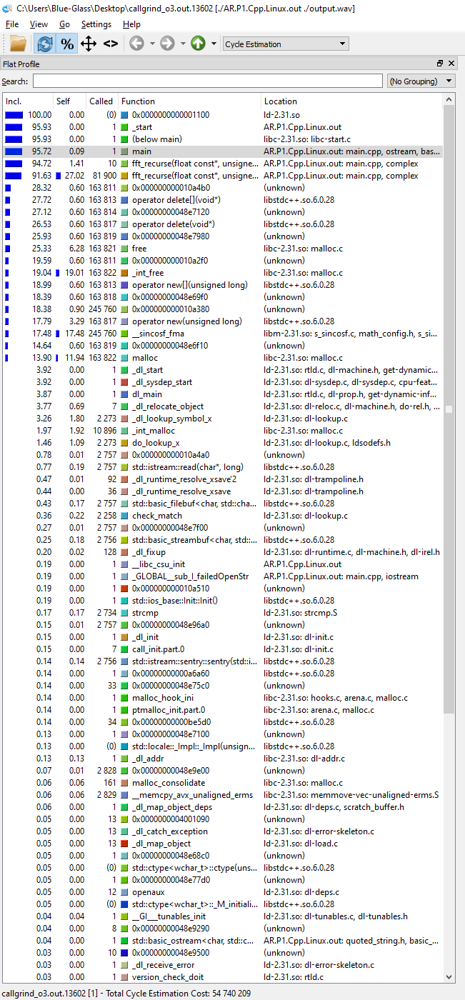 C:\Users\Blue-Glass\Desktop\callgrind_o3.out.13602 [./AR.P1.Cpp.Linux.out ./output.wav]
File View Go Settings Help
% <> Cycle Estimation
Flat Profile
Search: (No Grouping)
Incl. Self Called Function Location
100.00 0.00 (0) 0x0000000000001100 ld-2.31.so
95.93 0.00 1 _start AR.P1.Cpp.Linux.out
95.93 0.00 1 (below main) libc-2.31.so: libc-start.c
95.72 0.09 1 main AR.P1.Cpp.Linux.out: main.cpp, ostream, bas...
94.72 1.41 10 fft_recurse(float const*, unsigne... AR.P1.Cpp.Linux.out: main.cpp, complex
91.63 27.02 81 900 fft_recurse(float const*, unsigne... AR.P1.Cpp.Linux.out: main.cpp, complex
28.32 0.60 163 811 0x000000000010a4b0 (unknown)
27.72 0.60 163 813 operator delete[](void*) libstdc++.so.6.0.28
27.12 0.60 163 814 0x00000000048e7120 (unknown)
26.53 0.60 163 817 operator delete(void*) libstdc++.so.6.0.28
25.93 0.60 163 819 0x00000000048e7980 (unknown)
25.33 6.28 163 821 free libc-2.31.so: malloc.c
19.59 0.60 163 811 0x000000000010a2f0 (unknown)
19.04 19.01 163 822 _int_free libc-2.31.so: malloc.c
18.99 0.60 163 813 operator new[](unsigned long) libstdc++.so.6.0.28
18.39 0.60 163 818 0x00000000048e69f0 (unknown)
18.38 0.90 245 760 0x000000000010a380 (unknown)
17.79 3.29 163 817 operator new(unsigned long) libstdc++.so.6.0.28
17.48 17.48 245 760 __sincosf_fma libm-2.31.so: s_sincosf.c, math_config.h, s_si...
14.64 0.60 163 819 0x00000000048e6f10 (unknown)
13.90 11.94 163 822 malloc libc-2.31.so: malloc.c
3.92 0.00 1 _dl_start ld-2.31.so: rtld.c, dl-machine.h, get-dynamic...
3.92 0.00 1 _dl_sysdep_start ld-2.31.so: dl-sysdep.c, dl-sysdep.c, cpu-feat...
3.87 0.00 1 dl_main ld-2.31.so: rtld.c, dl-prop.h, get-dynamic-inf...
3.77 0.69 7 _dl_relocate_object ld-2.31.so: dl-reloc.c, dl-machine.h, do-rel.h, ...
3.26 1.80 2 273 _dl_lookup_symbol_x ld-2.31.so: dl-lookup.c
1.97 1.92 10 896 _int_malloc libc-2.31.so: malloc.c
1.46 1.09 2 273 do_lookup_x ld-2.31.so: dl-lookup.c, ldsodefs.h
0.78 0.01 2 757 0x000000000010a4a0 (unknown)
0.77 0.19 2 757 std::istream::read(char*, long) libstdc++.so.6.0.28
0.47 0.01 92 _dl_runtime_resolve_xsave'2 ld-2.31.so: dl-trampoline.h
0.44 0.00 36 _dl_runtime_resolve_xsave ld-2.31.so: dl-trampoline.h
0.43 0.17 2 757 std::basic_filebuf<char, std::cha... libstdc++.so.6.0.28
0.36 0.22 2 258 check_match ld-2.31.so: dl-lookup.c
0.27 0.01 2 757 0x00000000048e7f00 (unknown)
0.25 0.18 2 756 std::basic_streambuf<char, std::... libstdc++.so.6.0.28
0.20 0.02 128 _dl_fixup ld-2.31.so: dl-runtime.c, dl-machine.h, dl-irel.h
0.19 0.00 1 __libc_csu_init AR.P1.Cpp.Linux.out
0.19 0.00 1 _GLOBAL__sub_I_failedOpenStr AR.P1.Cpp.Linux.out: main.cpp, iostream
0.19 0.00 1 0x000000000010a510 (unknown)
0.19 0.00 1 std::ios_base::Init::Init() libstdc++.so.6.0.28
0.17 0.17 2 734 strcmp ld-2.31.so: strcmp.S
0.15 0.01 2 757 0x00000000048e96a0 (unknown)
0.15 0.00 1 _dl_init ld-2.31.so: dl-init.c
0.15 0.00 7 call_init.part.0 ld-2.31.so: dl-init.c
0.14 0.14 2 756 std::istream::sentry::sentry(std::i... libstdc++.so.6.0.28
0.14 0.00 1 0x00000000000a6a60 libstdc++.so.6.0.28
0.14 0.00 33 0x00000000048e75c0 (unknown)
0.14 0.00 1 malloc_hook_ini libc-2.31.so: hooks.c, arena.c, malloc.c
0.14 0.00 1 ptmalloc_init.part.0 libc-2.31.so: arena.c, malloc.c
0.14 0.00 34 0x00000000000be5d0 libstdc++.so.6.0.28
0.13 0.00 1 0x00000000048e7100 (unknown)
0.13 0.00 (0) std::locale::_Impl::_Impl(unsign... libstdc++.so.6.0.28
0.13 0.13 1 _dl_addr libc-2.31.so: dl-addr.c
0.07 0.01 2 828 0x00000000048e9e00 (unknown)
0.06 0.06 161 malloc_consolidate libc-2.31.so: malloc.c
0.06 0.06 2 829 __memcpy_avx_unaligned_erms libc-2.31.so: memmove-vec-unaligned-erms.S
0.06 0.00 1 _dl_map_object_deps ld-2.31.so: dl-deps.c, scratch_buffer.h
0.05 0.00 13 0x0000000004001090 (unknown)
0.05 0.00 13 _dl_catch_exception ld-2.31.so: dl-error-skeleton.c
0.05 0.00 13 _dl_map_object ld-2.31.so: dl-load.c
0.05 0.00 1 0x00000000048e68c0 (unknown)
0.05 0.00 (0) std::ctype<wchar_t>::ctype(uns... libstdc++.so.6.0.28
0.05 0.00 1 0x00000000048e77d0 (unknown)
0.05 0.00 12 openaux ld-2.31.so: dl-deps.c
0.05 0.00 (0) std::ctype<wchar_t>::_M_initiali... libstdc++.so.6.0.28
0.04 0.04 1 __GI___tunables_init ld-2.31.so: dl-tunables.c, dl-tunables.h
0.04 0.00 8 0x00000000048e9290 (unknown)
0.04 0.00 1 std::basic_ostream<char, std::c... AR.P1.Cpp.Linux.out: quoted_string.h, basic_...
0.03 0.00 10 0x00000000048e9500 (unknown)
0.03 0.00 1 _dl_receive_error ld-2.31.so: dl-error-skeleton.c
0.03 0.00 1 version_check_doit ld-2.31.so: rtld.c
callgrind_o3.out.13602 [1] - Total Cycle Estimation Cost: 54 740 209